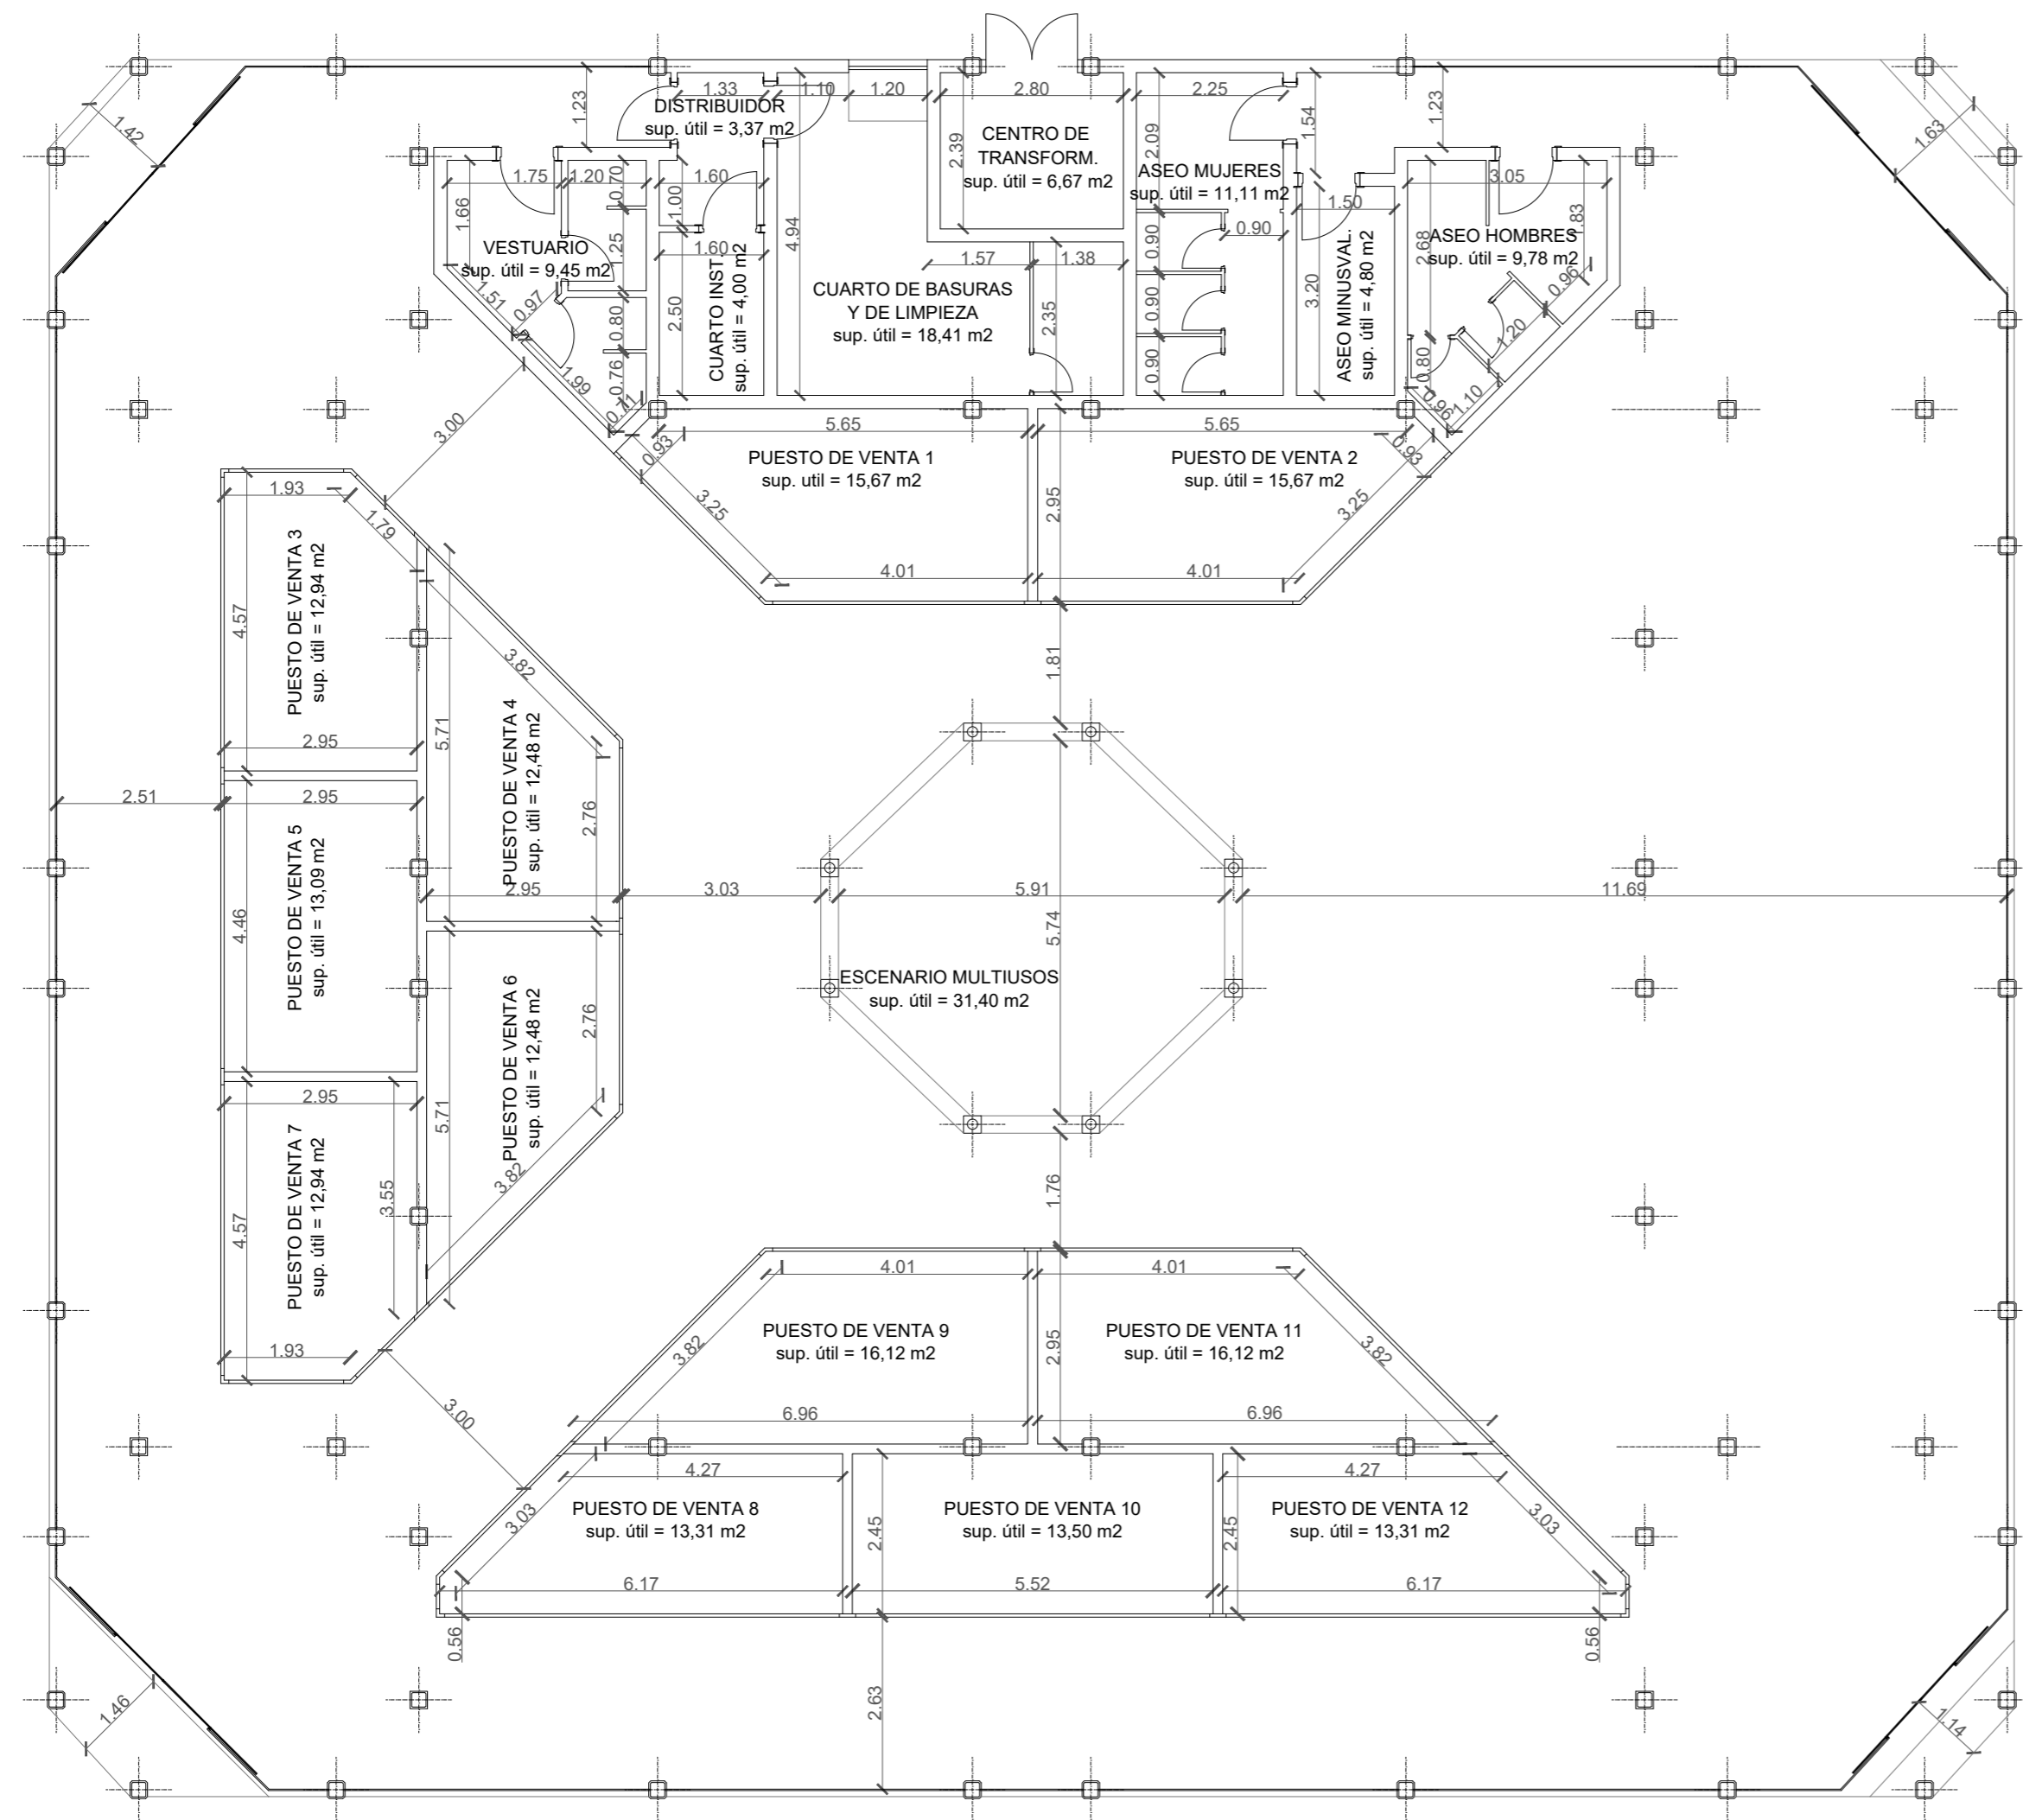 1.42
1.23
1.33
DISTRIBUIDOR
sup. útil = 3,37 m2
1.10
1.20
2.80
2.39
CENTRO DE
TRANSFORM.
sup. útil = 6,67 m2
2.25
2.09
ASEO MUJERES
sup. útil = 11,11 m2
1.54
1.23
1.63
1.75
1.20
0.70
1.66
VESTUARIO
sup. útil = 9,45 m2
1.25
1.51
0.97
0.80
0.76
1.99
0.71
1.60
1.00
1.60
2.50
CUARTO INST.
sup. útil = 4,00 m2
4.94
1.57
1.38
CUARTO DE BASURAS
Y DE LIMPIEZA
sup. útil = 18,41 m2
2.35
0.90
0.90
0.90
0.90
1.50
3.20
ASEO MINUSVAL.
sup. útil = 4,80 m2
3.05
1.83
2.68
ASEO HOMBRES
sup. útil = 9,78 m2
0.96
1.20
0.80
0.96
1.10
3.00
5.65
5.65
0.93
PUESTO DE VENTA 1
sup. util = 15,67 m2
PUESTO DE VENTA 2
sup. útil = 15,67 m2
0.93
3.25
2.95
3.25
4.01
4.01
1.93
1.79
PUESTO DE VENTA 3
sup. útil = 12,94 m2
4.57
2.95
3.82
5.71
PUESTO DE VENTA 4
sup. útil = 12,48 m2
2.76
1.81
2.51
2.95
PUESTO DE VENTA 5
sup. útil = 13,09 m2
4.46
2.95
3.03
5.91
11.69
5.74
ESCENARIO MULTIUSOS
sup. útil = 31,40 m2
PUESTO DE VENTA 6
sup. útil = 12,48 m2
2.76
5.71
3.82
2.95
PUESTO DE VENTA 7
sup. útil = 12,94 m2
4.57
3.55
1.93
3.00
1.76
4.01
4.01
PUESTO DE VENTA 9
sup. útil = 16,12 m2
PUESTO DE VENTA 11
sup. útil = 16,12 m2
3.82
2.95
3.82
6.96
6.96
4.27
4.27
PUESTO DE VENTA 8
sup. útil = 13,31 m2
PUESTO DE VENTA 10
sup. útil = 13,50 m2
PUESTO DE VENTA 12
sup. útil = 13,31 m2
3.03
2.45
2.45
3.03
6.17
5.52
6.17
0.56
0.56
2.63
1.46
1.14